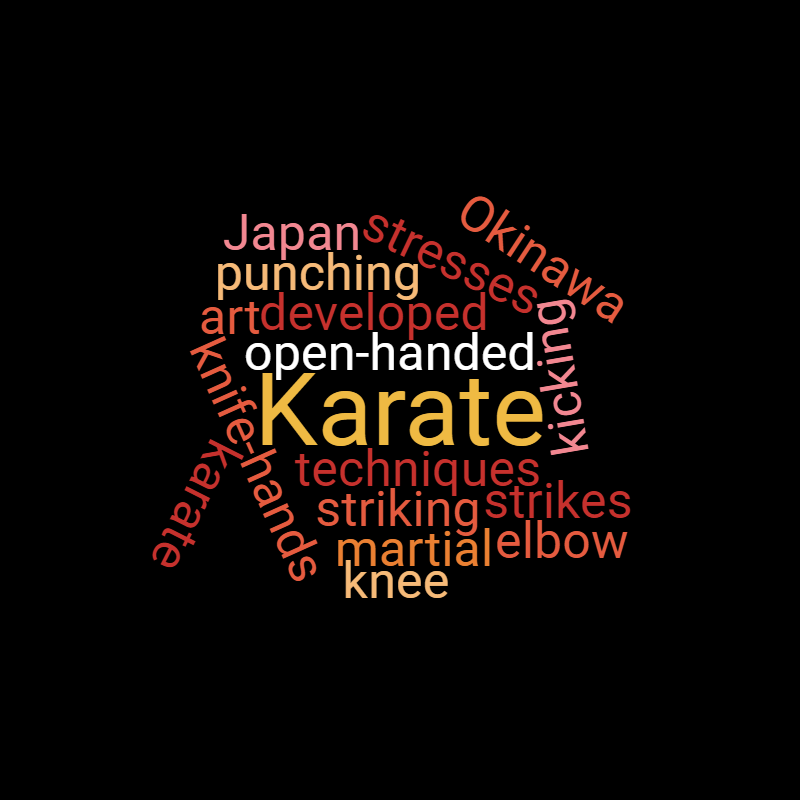 Okinawa
Japan
stresses
punching
art
developed
kicking
open-handed
knife-hands
Karate
karate
techniques
striking
strikes
martial
elbow
knee